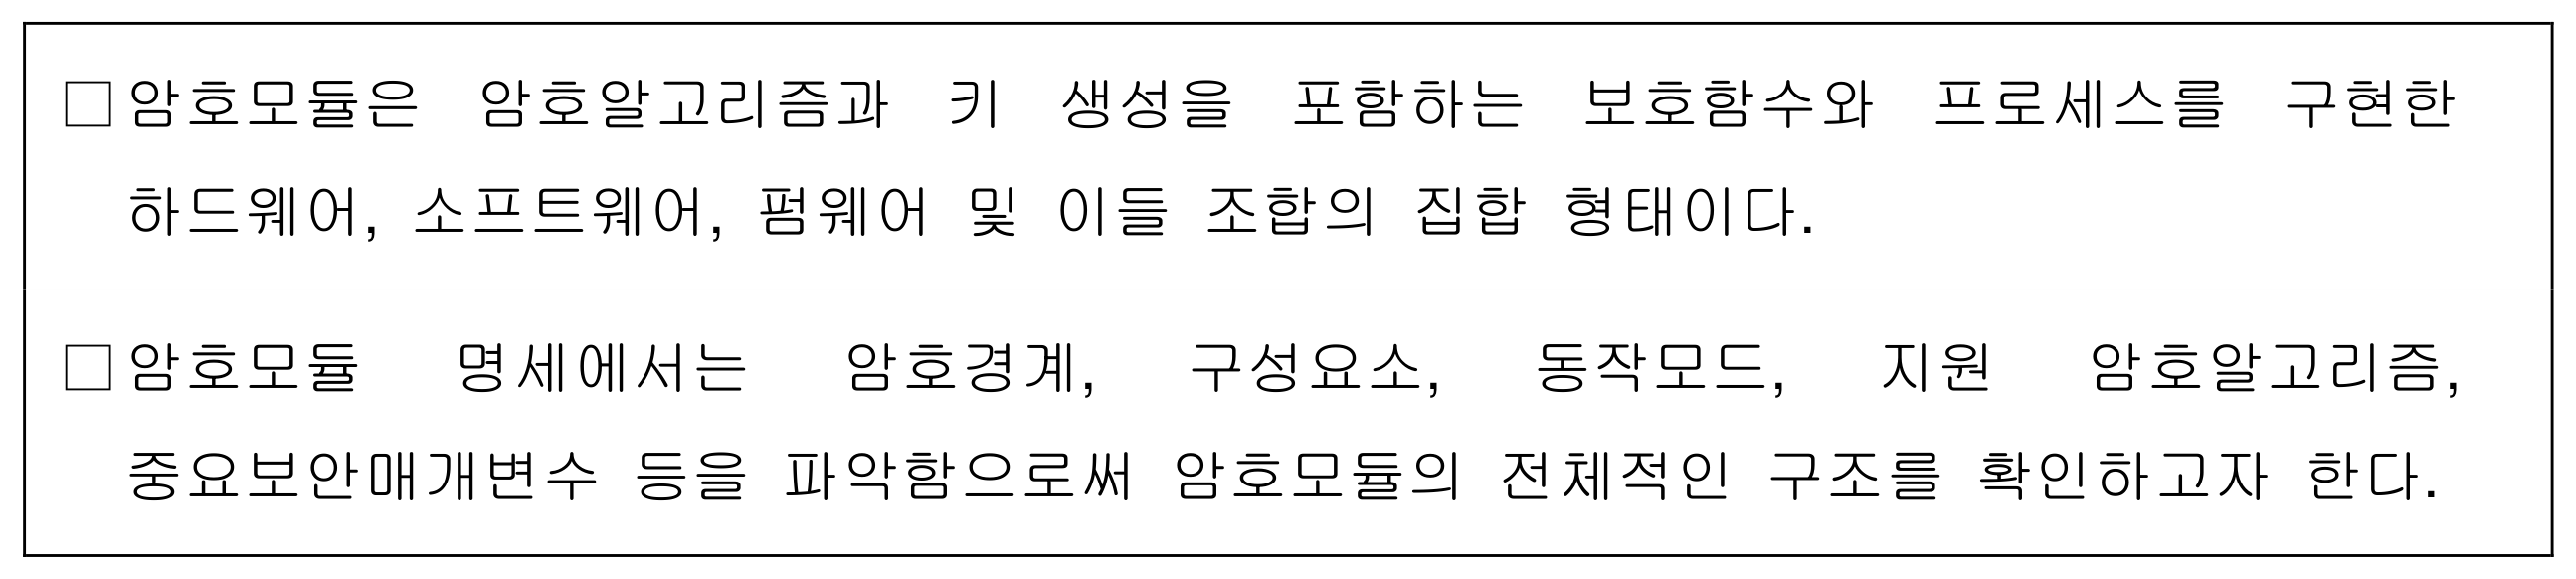 □ 암호모듈은 암호알고리즘과 키 생성을 포함하는 보호함수와 프로세스를 구현한
하드웨어, 소프트웨어, 펌웨어 및 이들 조합의 집합 형태이다.
□ 암호모듈 명세에서는 암호경계, 구성요소, 동작모드, 지원 암호알고리즘,
중요보안매개변수 등을 파악함으로써 암호모듈의 전체적인 구조를 확인하고자 한다.